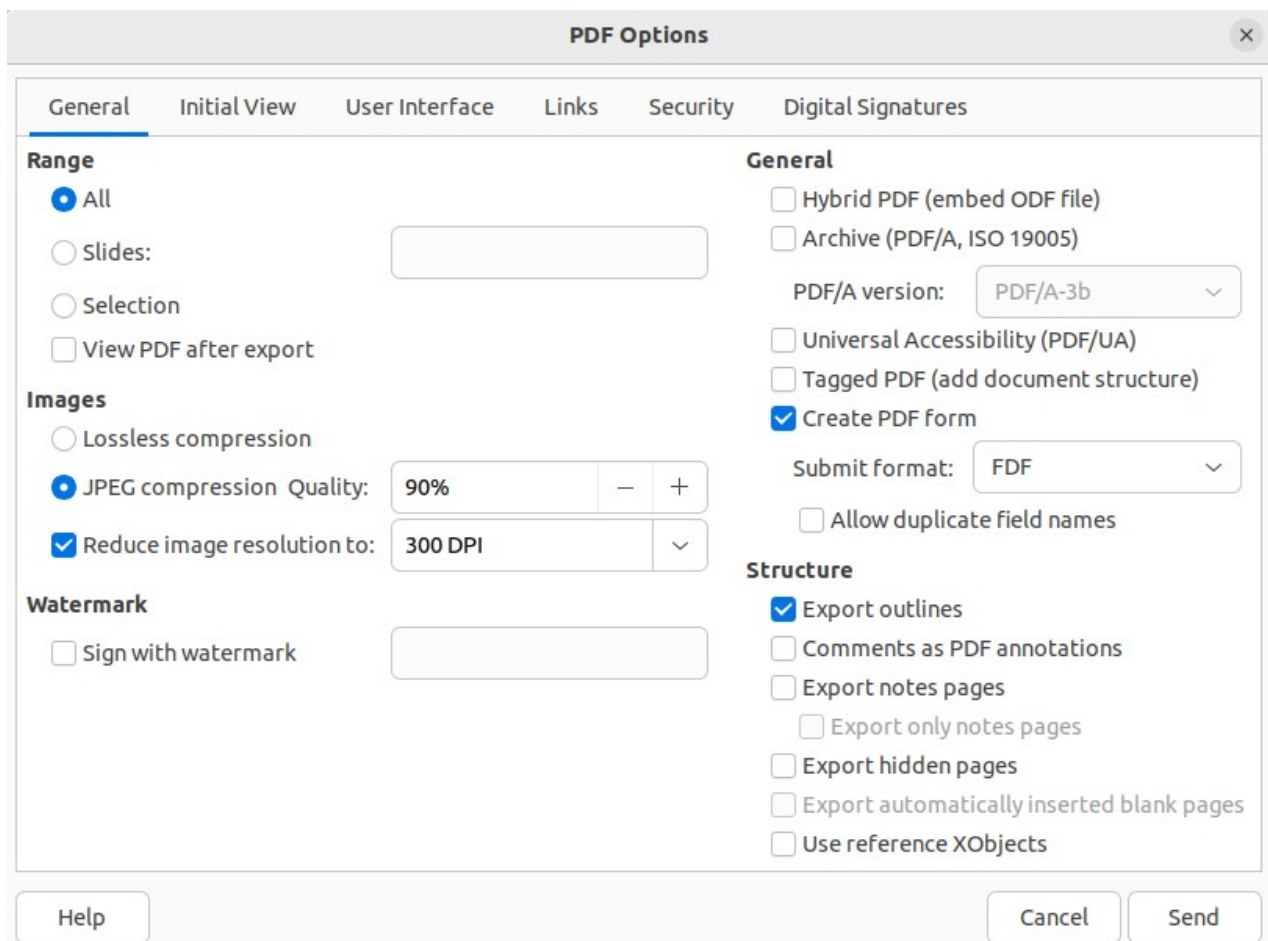 PDF Options
General Initial View User Interface Links Security Digital Signatures
Range
All
Slides:
Selection
View PDF after export
Images
Lossless compression
JPEG compression Quality: 90%
Reduce image resolution to: 300 DPI
Watermark
Sign with watermark
General
Hybrid PDF (embed ODF file)
Archive (PDF/A, ISO 19005)
PDF/A version: PDF/A-3b
Universal Accessibility (PDF/UA)
Tagged PDF (add document structure)
Create PDF form
Submit format: FDF
Allow duplicate field names
Structure
Export outlines
Comments as PDF annotations
Export notes pages
Export only notes pages
Export hidden pages
Export automatically inserted blank pages
Use reference XObjects
Help Cancel Send